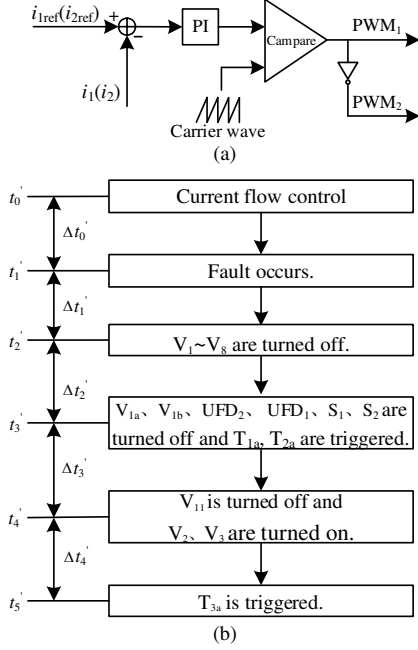 i1ref(i2ref) + PI Campare PWM1
−
i1(i2) PWM2
Carrier wave
(a)
t0' Current flow control
Δt0'
t1' Fault occurs.
Δt1'
t2' V1~V8 are turned off.
Δt2'
V1a、V1b、UFD2、UFD1、S1、S2 are
t3' turned off and T1a, T2a are triggered.
Δt3'
V11 is turned off and
t4' V2、V3 are turned on.
Δt4'
t5' T3a is triggered.
(b)